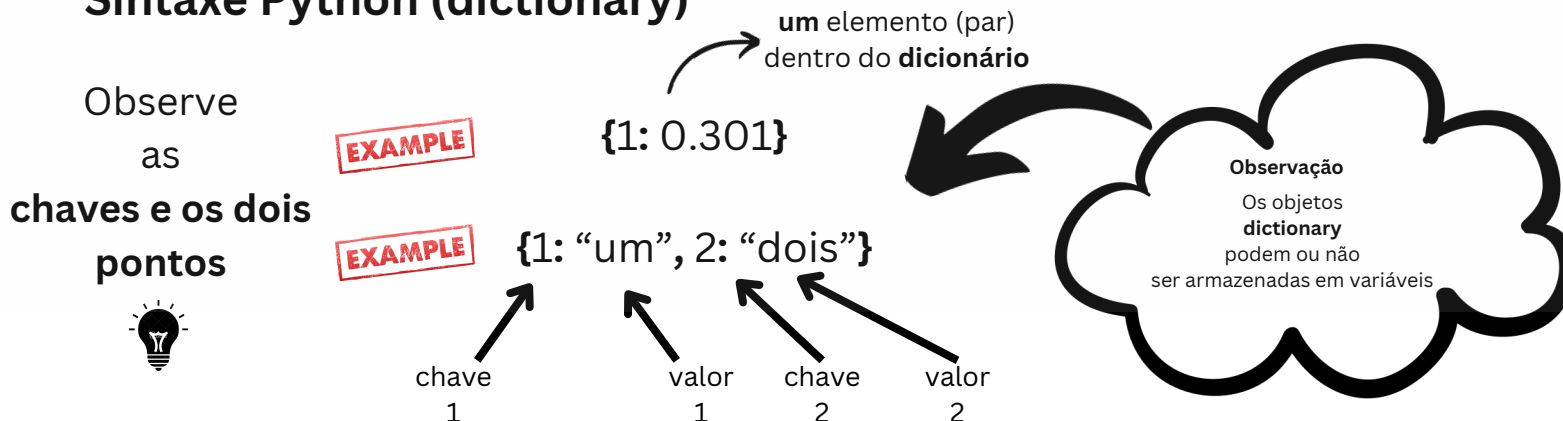 Sintaxe Python (dictionary)
um elemento (par)
dentro do dicionário
Observe
as
chaves e os dois
pontos
EXAMPLE
{1: 0.301}
EXAMPLE
{1: “um”, 2: “dois”}
chave
1
valor
1
chave
2
valor
2
Observação
Os objetos
dictionary
podem ou não
ser armazenadas em variáveis